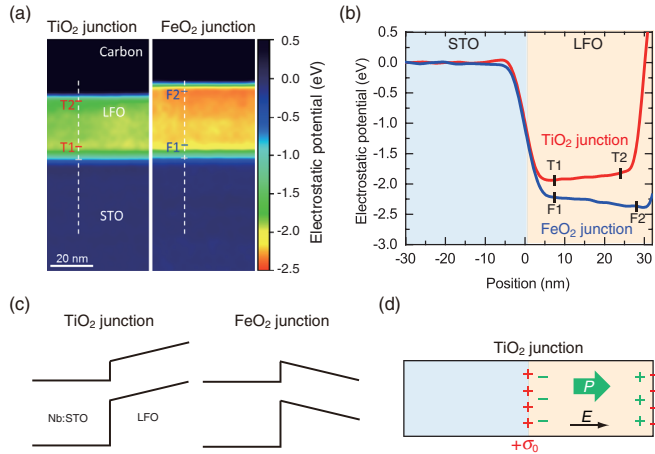 (a)
TiO₂ junction
FeO₂ junction
Carbon
T2
LFO
T1
F2
F1
STO
20 nm
0.5
0.0
-0.5
-1.0
-1.5
-2.0
-2.5
Electrostatic potential (eV)
(b)
STO
LFO
0.5
0.0
-0.5
-1.0
-1.5
-2.0
-2.5
-3.0
Electrostatic potential (eV)
TiO₂ junction
T1
T2
F1
F2
FeO₂ junction
-30
-20
-10
0
10
20
30
Position (nm)
(c)
TiO₂ junction
FeO₂ junction
Nb:STO
LFO
(d)
TiO₂ junction
+ − P +
+ − +
+ − E +
+ − +
+σ₀